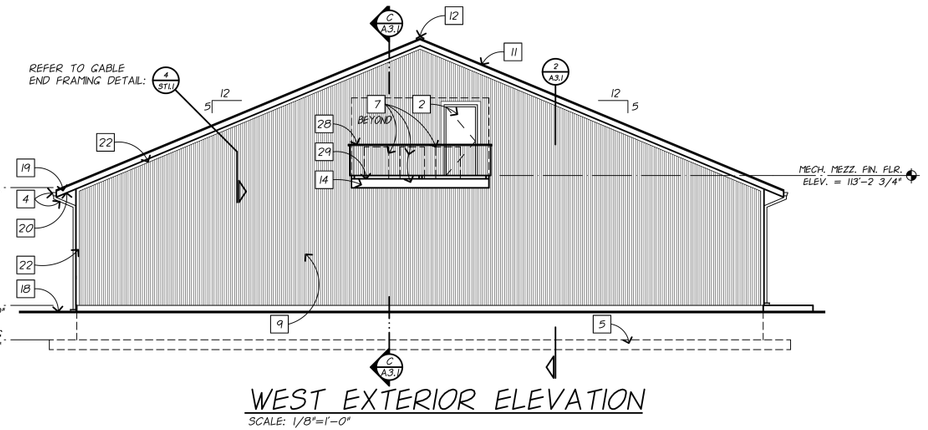 C
A3.1
12
11
REFER TO GABLE
END FRAMING DETAIL:
4
ST1.1
2
A3.1
12
5
12
5
7
2
BEYOND
28
22
29
19
14
MECH. MEZZ. FIN. FLR.
ELEV. = 113'-2 3/4"
4
20
22
18
9
5
C
A3.1
WEST EXTERIOR ELEVATION
SCALE: 1/8"=1'-0"